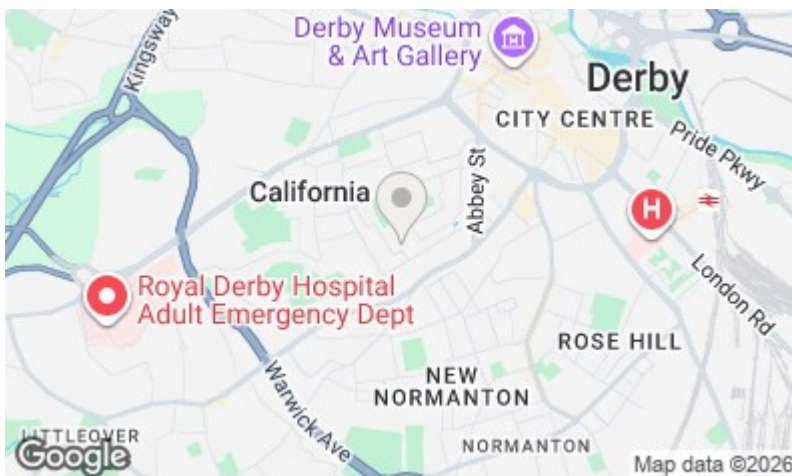 Kingsway
Derby Museum
& Art Gallery
Derby
CITY CENTRE
Pride Pkwy
California
Abbey St
H
Royal Derby Hospital
Adult Emergency Dept
London Rd
ROSE HILL
Warwick Ave
NEW
NORMANTON
LITTLEOVER
NORMANTON
Google
Map data ©2026